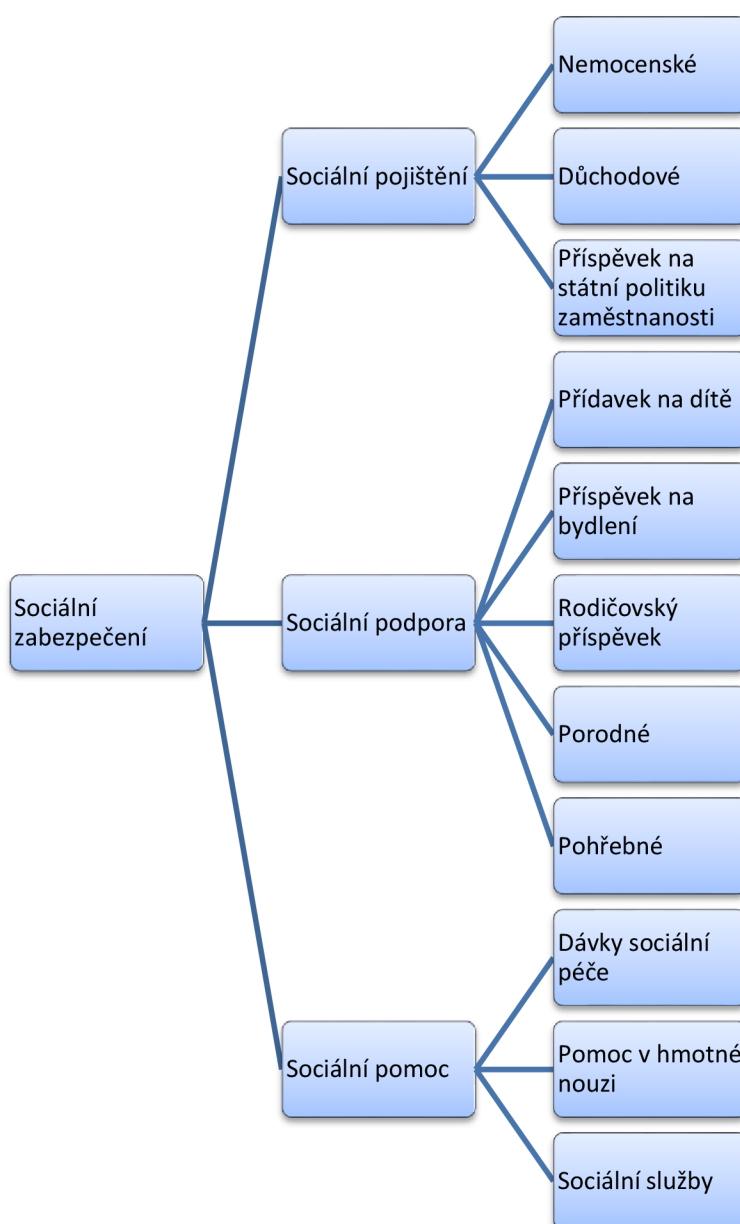 Nemocenské
Sociální pojištění
Důchodové
Příspěvek na
státní politiku
zaměstnanosti
Přídavek na dítě
Příspěvek na
bydlení
Sociální
zabezpečení
Sociální podpora
Rodičovský
příspěvek
Porodné
Pohřebné
Dávky sociální
péče
Sociální pomoc
Pomoc v hmotné
nouzi
Sociální služby